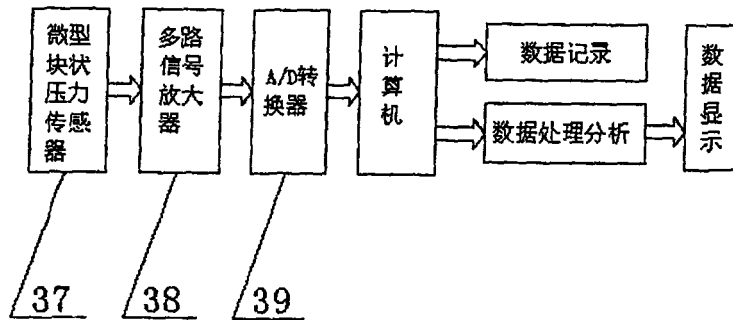 微型
块状
压力
传感
器
多路
信号
放大
器
A/D转
换器
计
算
机
数据记录
数据处理分析
数
据
显
示
37
38
39